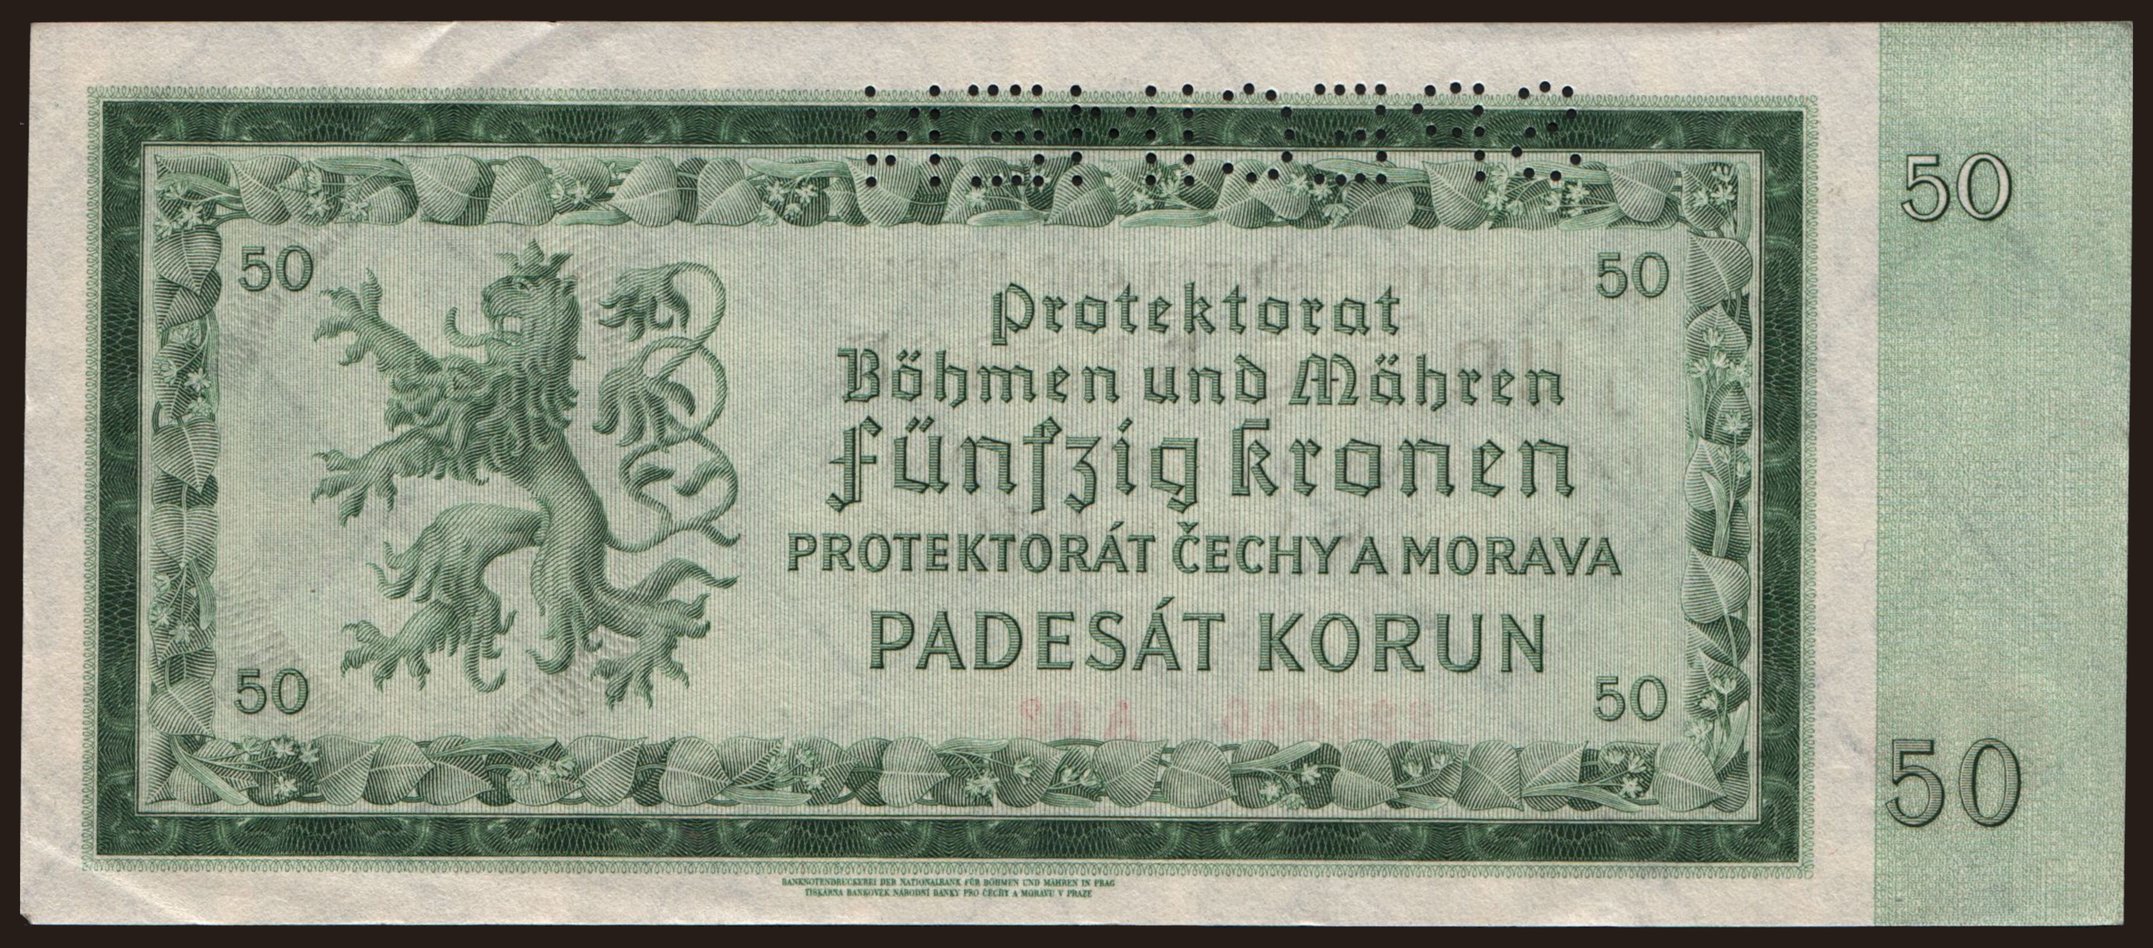 50 50
50
Protektorat
Böhmen und Mähren
Fünfzig Kronen
PROTEKTORÁT ČECHY A MORAVA
PADESÁT KORUN
50 50
50
BANKNOTENDRUCKEREI DER NATIONALBANK FÜR BÖHMEN UND MÄHREN IN PRAG
TISKÁRNA BANKOVEK NÁRODNÍ BANKY PRO ČECHY A MORAVU V PRAZE